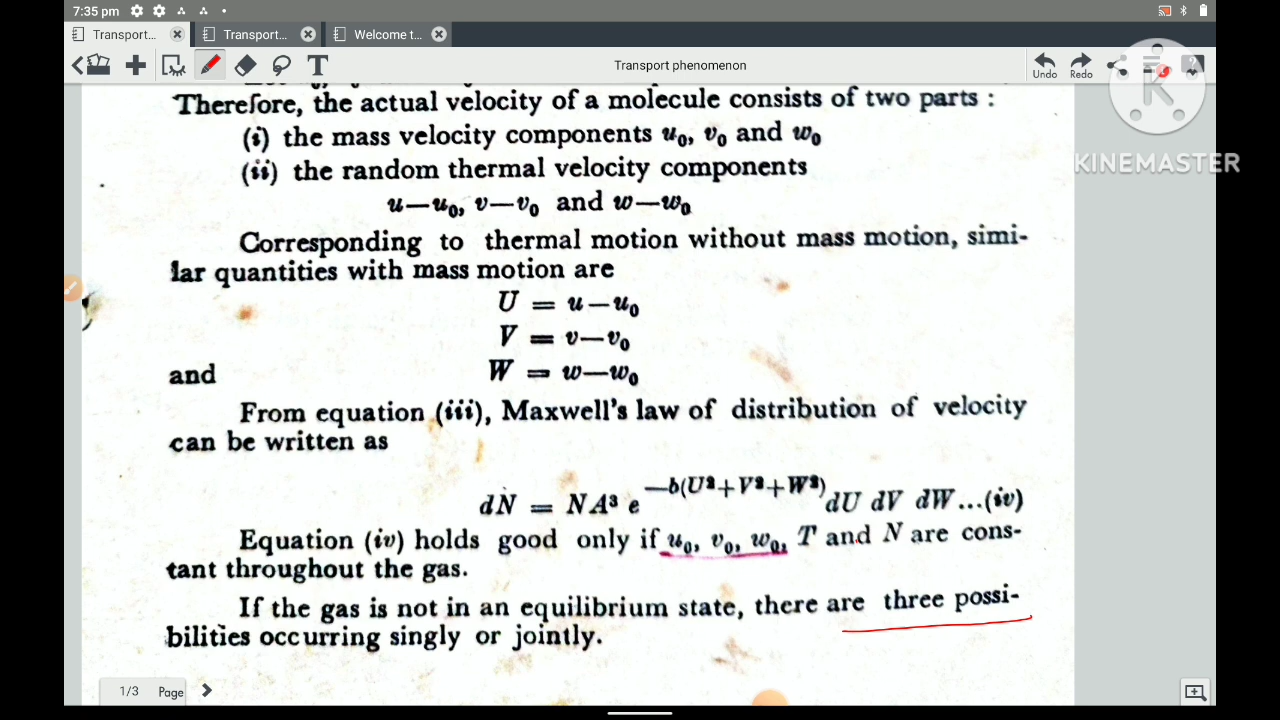 7:35 pm
Transport...
Transport...
Welcome t...
T
Transport phenomenon
Undo
Redo
K
KINEMASTER
Therefore, the actual velocity of a molecule consists of two parts :
(i) the mass velocity components u₀, v₀ and w₀
(ii) the random thermal velocity components
u—u₀, v—v₀ and w—w₀
Corresponding to thermal motion without mass motion, simi-
lar quantities with mass motion are
U = u—u₀
V = v—v₀
and W = w—w₀
From equation (iii), Maxwell's law of distribution of velocity
can be written as
dN = NA³ e^—b(U²+V²+W²) dU dV dW...(iv)
Equation (iv) holds good only if u₀, v₀, w₀, T and N are cons-
tant throughout the gas.
If the gas is not in an equilibrium state, there are three possi-
bilities occurring singly or jointly.
1/3 Page